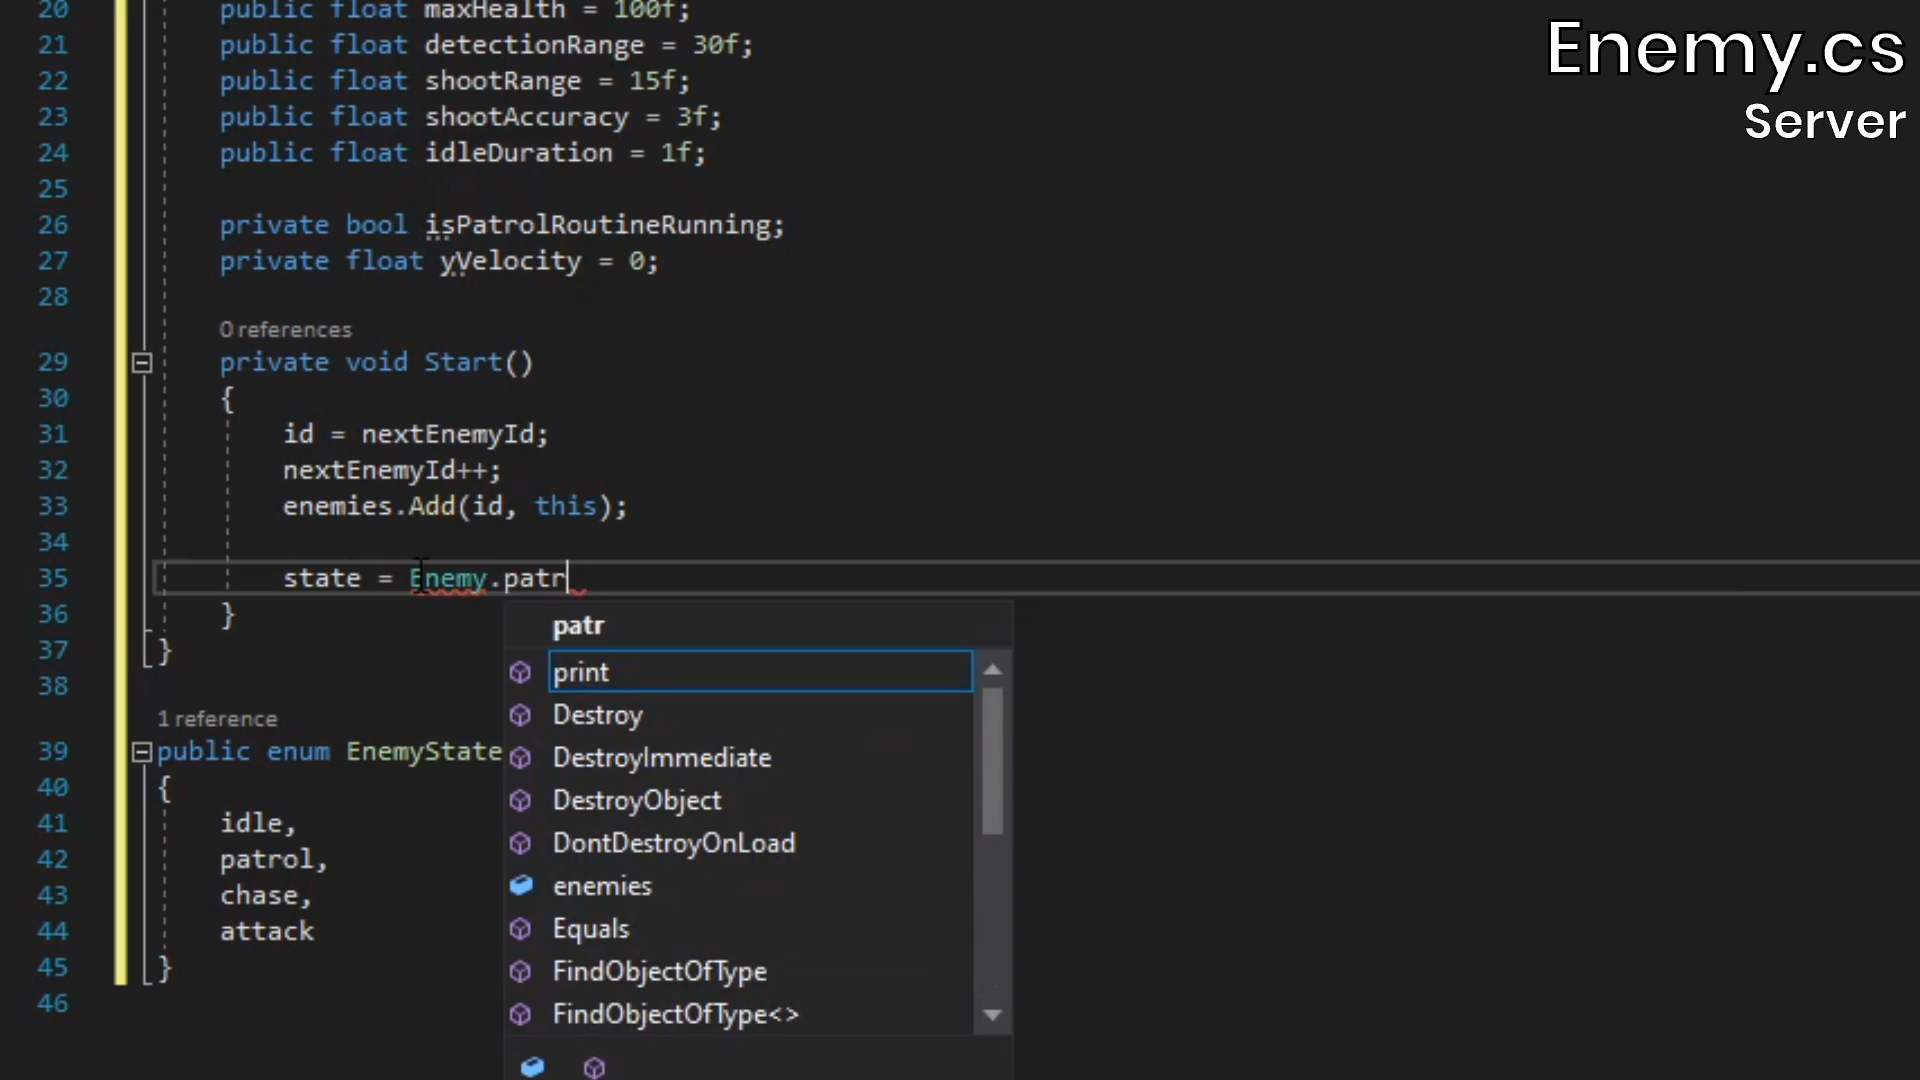 Enemy.cs
Server
20 public float maxHealth = 100f;
21 public float detectionRange = 30f;
22 public float shootRange = 15f;
23 public float shootAccuracy = 3f;
24 public float idleDuration = 1f;
25
26 private bool isPatrolRoutineRunning;
27 private float yVelocity = 0;
28
0 references
29 private void Start()
30 {
31 id = nextEnemyId;
32 nextEnemyId++;
33 enemies.Add(id, this);
34
35 state = Enemy.patr
36 }
37 }
38
1 reference
39 public enum EnemyState
40 {
41 idle,
42 patrol,
43 chase,
44 attack
45 }
46
patr
print
Destroy
DestroyImmediate
DestroyObject
DontDestroyOnLoad
enemies
Equals
FindObjectOfType
FindObjectOfType<>